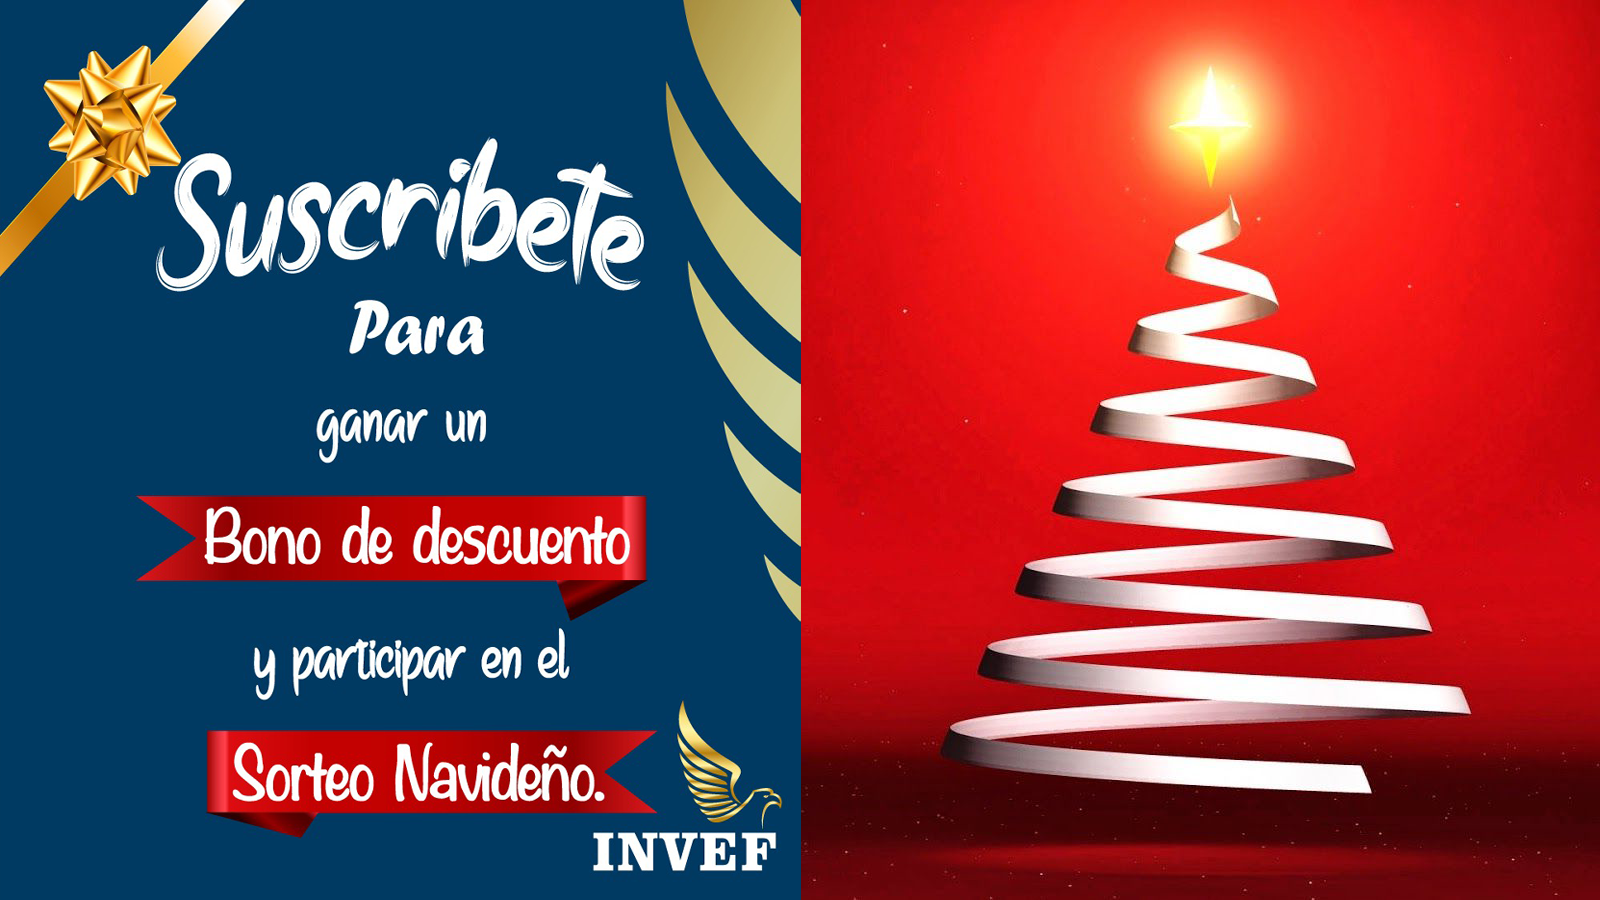 Suscribete
Para
ganar un
Bono de descuento
y participar en el
Sorteo Navideño.
INVEF